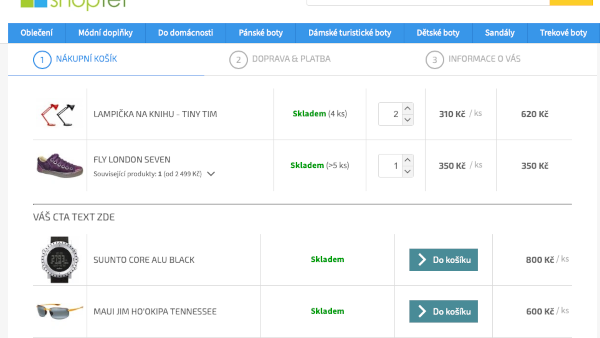 shoptet
Oblečení Módní doplňky Do domácnosti Pánské boty Dámské turistické boty Dětské boty Sandály Trekové boty
1 NÁKUPNÍ KOŠÍK 2 DOPRAVA & PLATBA 3 INFORMACE O VÁS
LAMPIČKA NA KNIHU - TINY TIM Skladem (4 ks) 2 310 Kč / ks 620 Kč
FLY LONDON SEVEN
Související produkty: 1 (od 2 499 Kč) Skladem (>5 ks) 1 350 Kč / ks 350 Kč
VÁŠ CTA TEXT ZDE
SUUNTO CORE ALU BLACK Skladem Do košíku 800 Kč / ks
MAUI JIM HO'OKIPA TENNESSEE Skladem Do košíku 600 Kč / ks